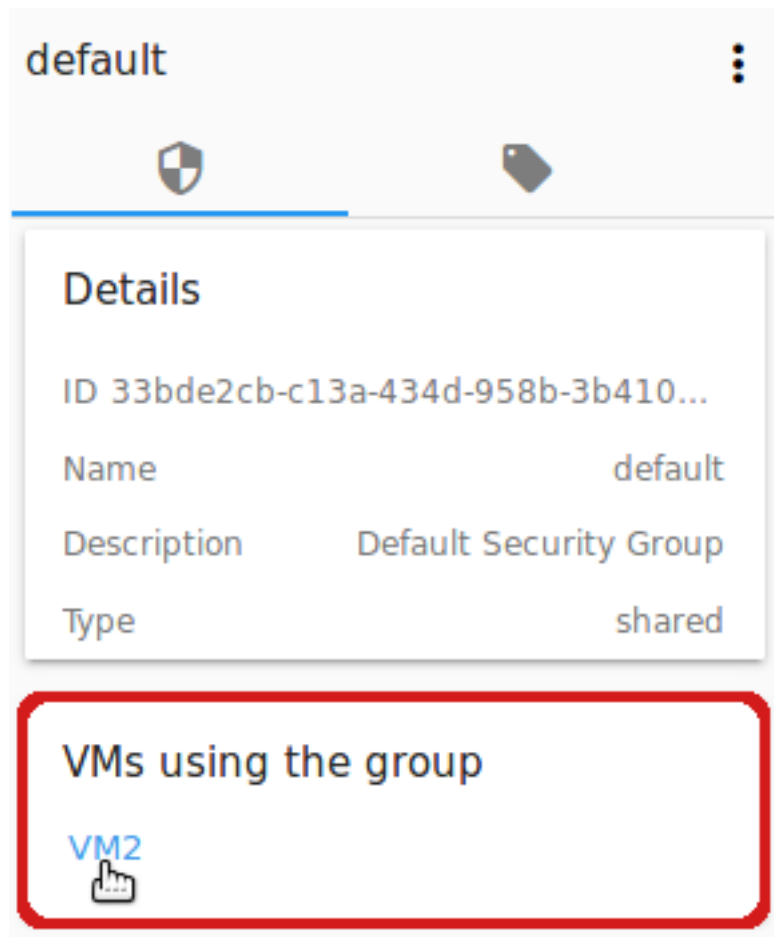 default
Details
ID 33bde2cb-c13a-434d-958b-3b410...
Name default
Description Default Security Group
Type shared
VMs using the group
VM2